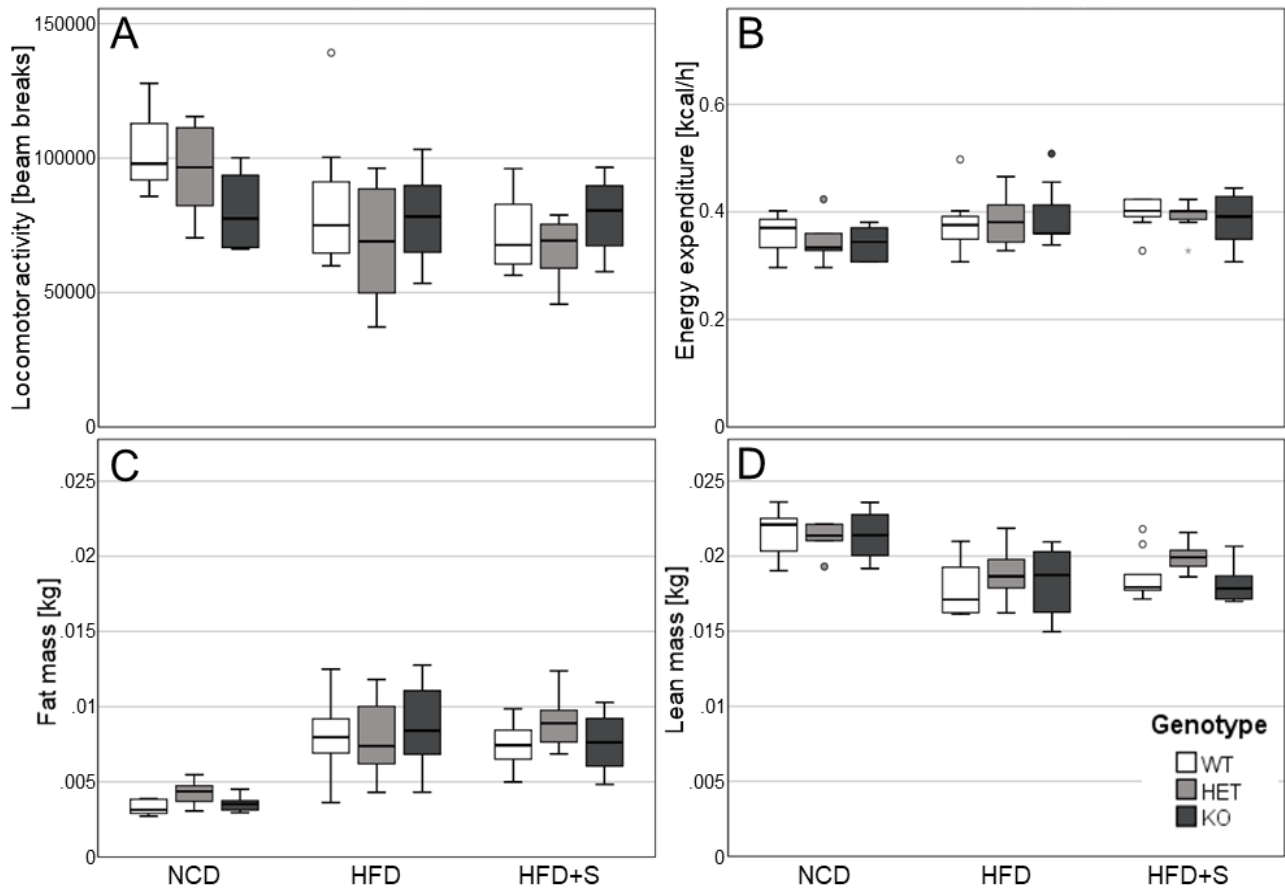 A
Locomotor activity [beam breaks]
150000
100000
50000
0
B
Energy expenditure [kcal/h]
0.6
0.4
0.2
0
C
Fat mass [kg]
.025
.02
.015
.01
.005
0
NCD HFD HFD+S
D
Lean mass [kg]
.025
.02
.015
.01
.005
0
NCD HFD HFD+S
Genotype
WT
HET
KO